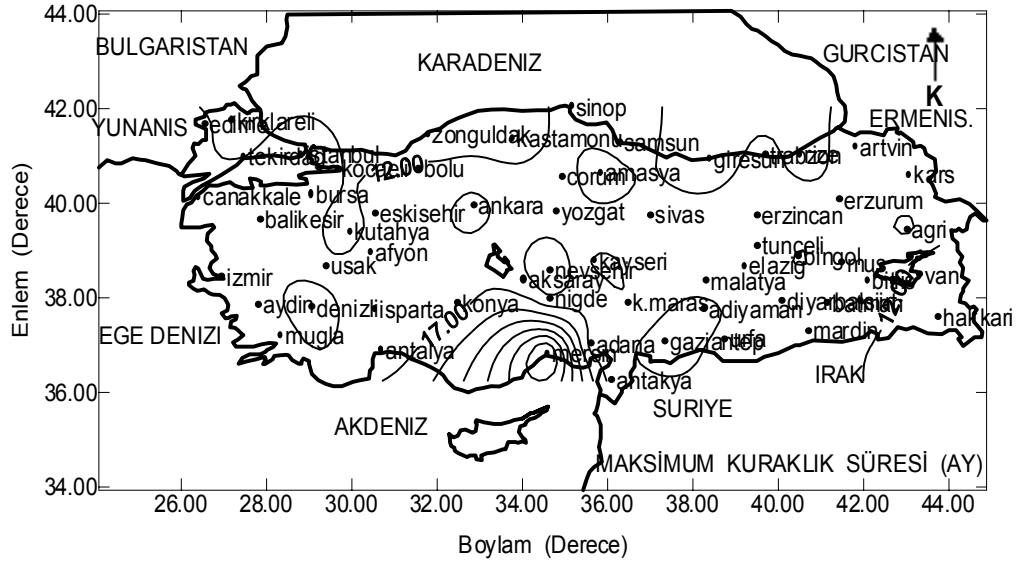 44.00
BULGARISTAN
KARADENIZ
GURCISTAN
K
42.00
sinop
YUNANIS
edirne
kirklareli
ERMENIS.
zonguldak
kastamonu
samsun
tekirdag
istanbul
kocaeli
12.00
bolu
giresun
trabzon
rize
artvin
corum
amasya
kars
40.00
canakkale
bursa
balikesir
eskisehir
ankara
yozgat
sivas
erzincan
erzurum
agri
kutahya
afyon
usak
izmir
kayseri
nevsehir
aksaray
nigde
tunceli
bingol
mus
elazig
malatya
bitlis
van
38.00
aydin
denizli
isparta
konya
k.maras
adiyaman
diyarbakir
siirt
batman
hakkari
EGE DENIZI
mugla
antalya
17.00
mersin
adana
gaziantep
urfa
mardin
IRAK
36.00
antakya
SURIYE
AKDENIZ
MAKSİMUM KURAKLIK SÜRESİ (AY)
34.00
26.00 28.00 30.00 32.00 34.00 36.00 38.00 40.00 42.00 44.00
Boylam (Derece)
Enlem (Derece)